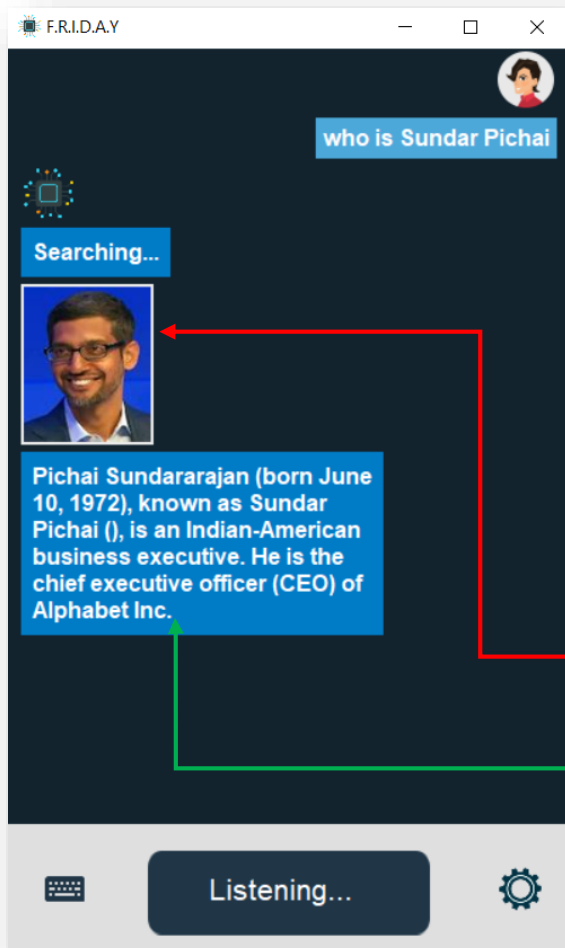 F.R.I.D.A.Y
who is Sundar Pichai
Searching...
Pichai Sundararajan (born June
10, 1972), known as Sundar
Pichai (), is an Indian-American
business executive. He is the
chief executive officer (CEO) of
Alphabet Inc.
Listening...